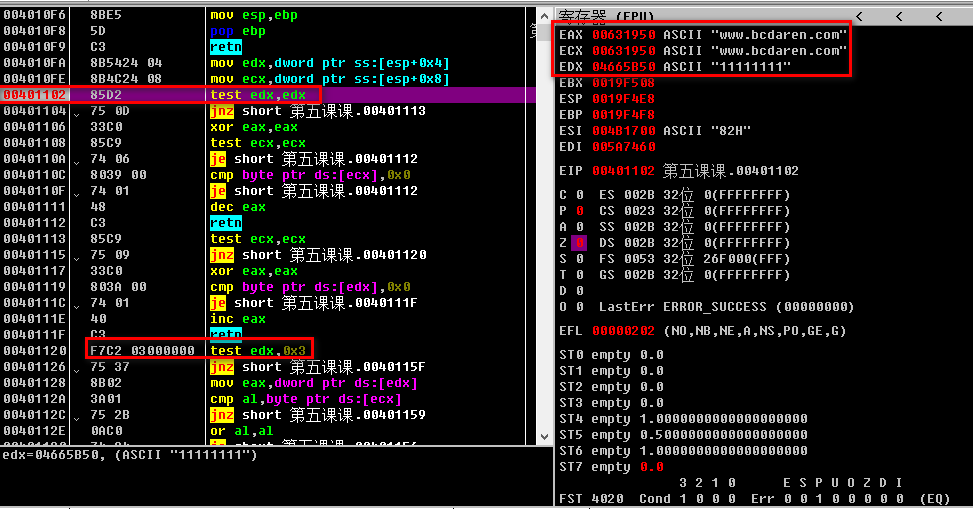 004010F6 8BE5 mov esp,ebp
004010F8 5D pop ebp
004010F9 C3 retn
004010FA 8B5424 04 mov edx,dword ptr ss:[esp+0x4]
004010FE 8B4C24 08 mov ecx,dword ptr ss:[esp+0x8]
00401102 85D2 test edx,edx
00401104 75 0D jnz short 第五课课.00401113
00401106 33C0 xor eax,eax
00401108 85C9 test ecx,ecx
0040110A 74 06 je short 第五课课.00401112
0040110C 8039 00 cmp byte ptr ds:[ecx],0x0
0040110F 74 01 je short 第五课课.00401112
00401111 48 dec eax
00401112 C3 retn
00401113 85C9 test ecx,ecx
00401115 75 09 jnz short 第五课课.00401120
00401117 33C0 xor eax,eax
00401119 803A 00 cmp byte ptr ds:[edx],0x0
0040111C 74 01 je short 第五课课.0040111F
0040111E 40 inc eax
0040111F C3 retn
00401120 F7C2 03000000 test edx,0x3
00401126 75 37 jnz short 第五课课.0040115F
00401128 8B02 mov eax,dword ptr ds:[edx]
0040112A 3A01 cmp al,byte ptr ds:[ecx]
0040112C 75 2B jnz short 第五课课.00401159
0040112E 0AC0 or al,al
edx=04665B50, (ASCII "11111111")
寄存器 (FPU) < < <
EAX 00631950 ASCII "www.bcdaren.com"
ECX 00631950 ASCII "www.bcdaren.com"
EDX 04665B50 ASCII "11111111"
EBX 0019F508
ESP 0019F4E8
EBP 0019F4F8
ESI 004B1700 ASCII "82H"
EDI 005A7460
EIP 00401102 第五课课.00401102
C 0 ES 002B 32位 0(FFFFFFFF)
P 0 CS 0023 32位 0(FFFFFFFF)
A 0 SS 002B 32位 0(FFFFFFFF)
Z 0 DS 002B 32位 0(FFFFFFFF)
S 0 FS 0053 32位 26F000(FFF)
T 0 GS 002B 32位 0(FFFFFFFF)
D 0
O 0 LastErr ERROR_SUCCESS (00000000)
EFL 00000202 (NO,NB,NE,A,NS,PO,GE,G)
ST0 empty 0.0
ST1 empty 0.0
ST2 empty 0.0
ST3 empty 0.0
ST4 empty 1.0000000000000000000
ST5 empty 0.5000000000000000000
ST6 empty 1.0000000000000000000
ST7 empty 0.0
3 2 1 0 E S P U O Z D I
FST 4020 Cond 1 0 0 0 Err 0 0 1 0 0 0 0 0 (EQ)